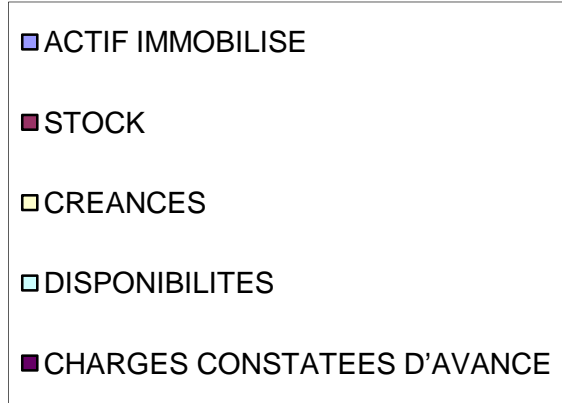 ACTIF IMMOBILISE
STOCK
CREANCES
DISPONIBILITES
CHARGES CONSTATEES D’AVANCE